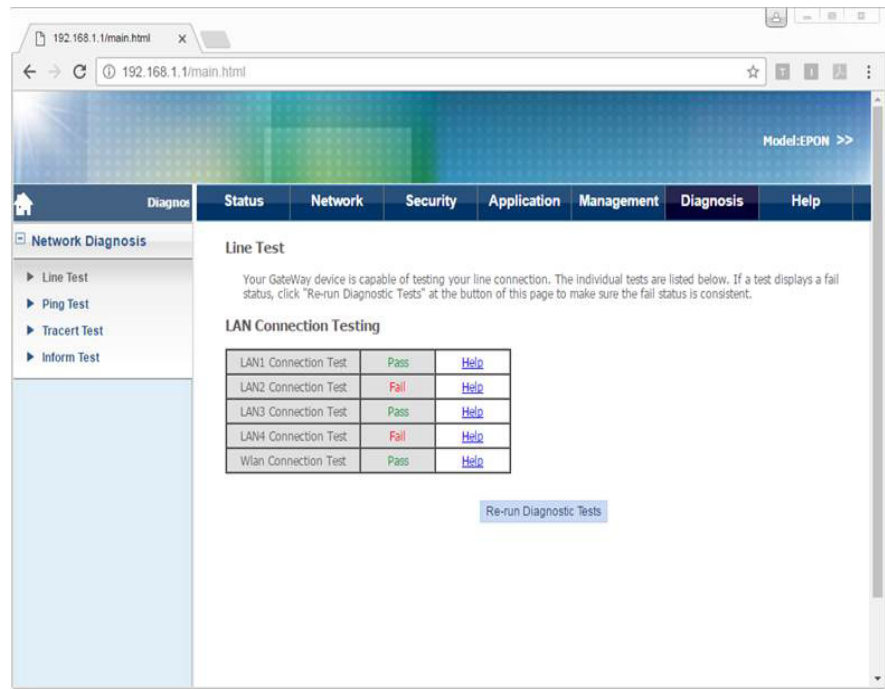 192.168.1.1/main.html
192.168.1.1/main.html
Model:EPON >>
Diagnos
Status Network Security Application Management Diagnosis Help
Network Diagnosis
Line Test
Ping Test
Tracert Test
Inform Test
Line Test
Your GateWay device is capable of testing your line connection. The individual tests are listed below. If a test displays a fail
status, click "Re-run Diagnostic Tests" at the button of this page to make sure the fail status is consistent.
LAN Connection Testing
LAN1 Connection Test Pass Help
LAN2 Connection Test Fail Help
LAN3 Connection Test Pass Help
LAN4 Connection Test Fail Help
Wlan Connection Test Pass Help
Re-run Diagnostic Tests